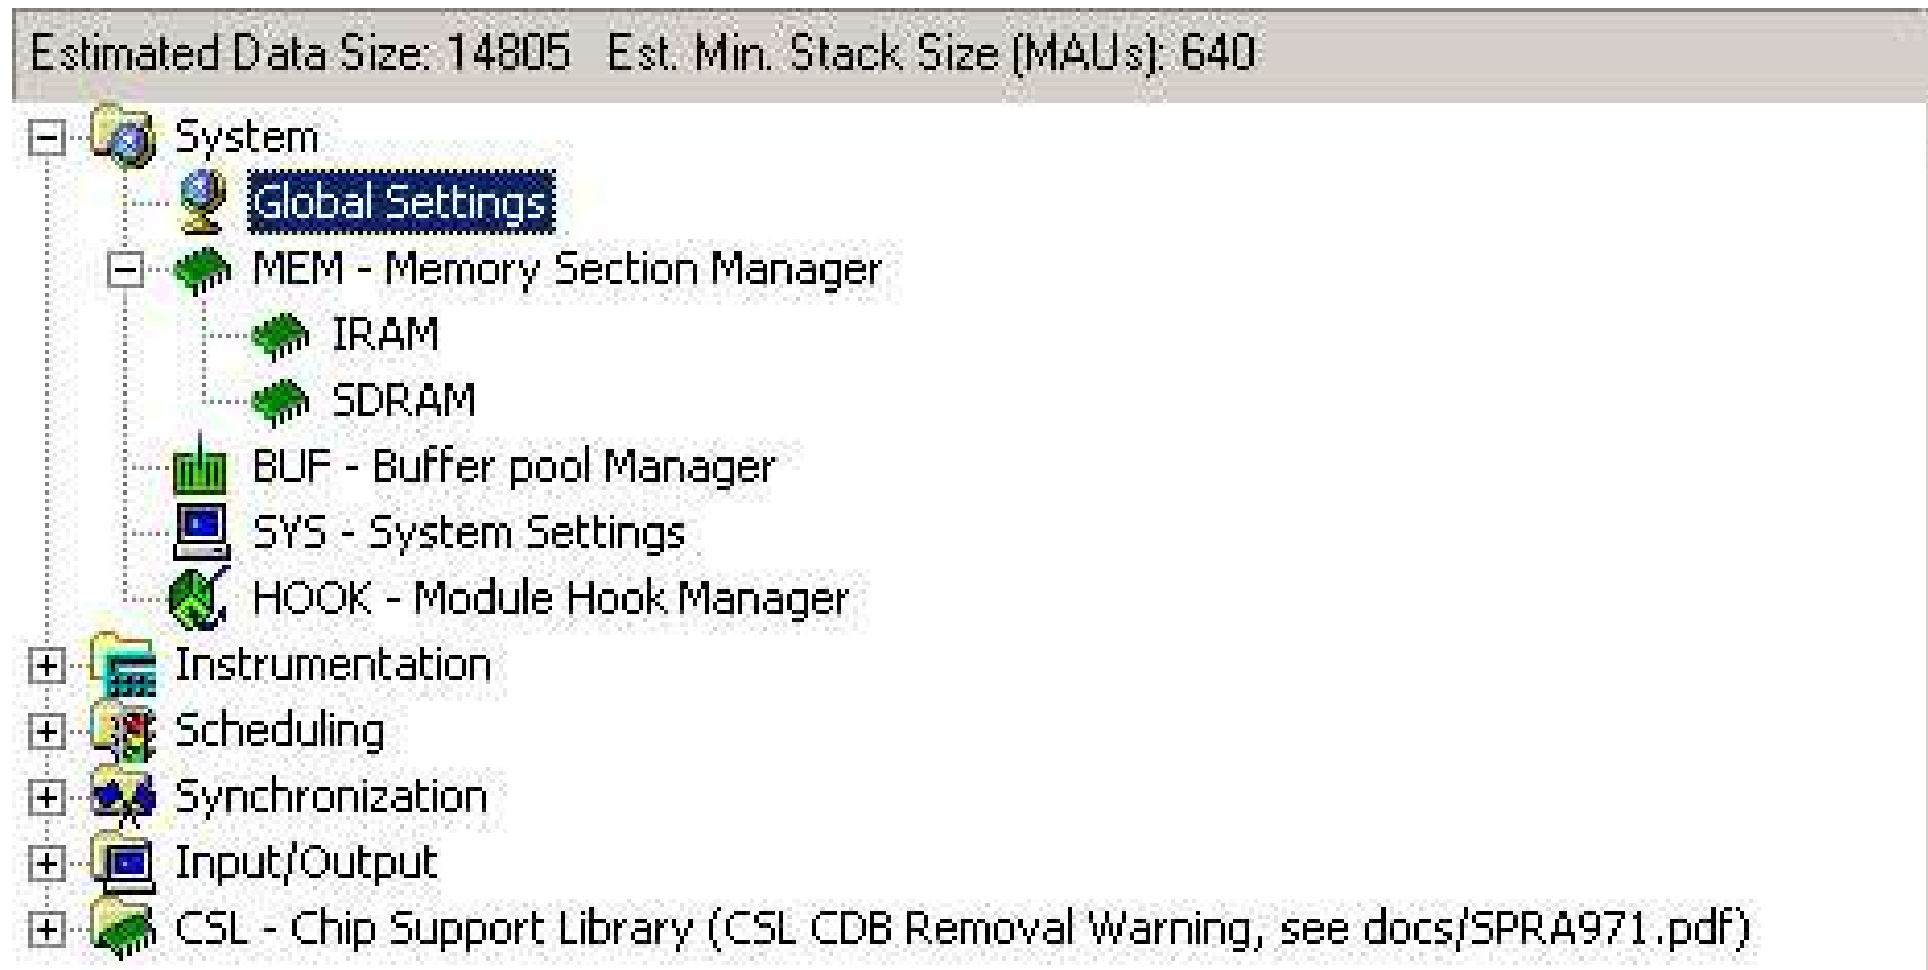 Estimated Data Size: 14805 Est. Min. Stack Size (MAUs): 640
System
Global Settings
MEM - Memory Section Manager
IRAM
SDRAM
BUF - Buffer pool Manager
SYS - System Settings
HOOK - Module Hook Manager
Instrumentation
Scheduling
Synchronization
Input/Output
CSL - Chip Support Library (CSL CDB Removal Warning, see docs/SPRA971.pdf)